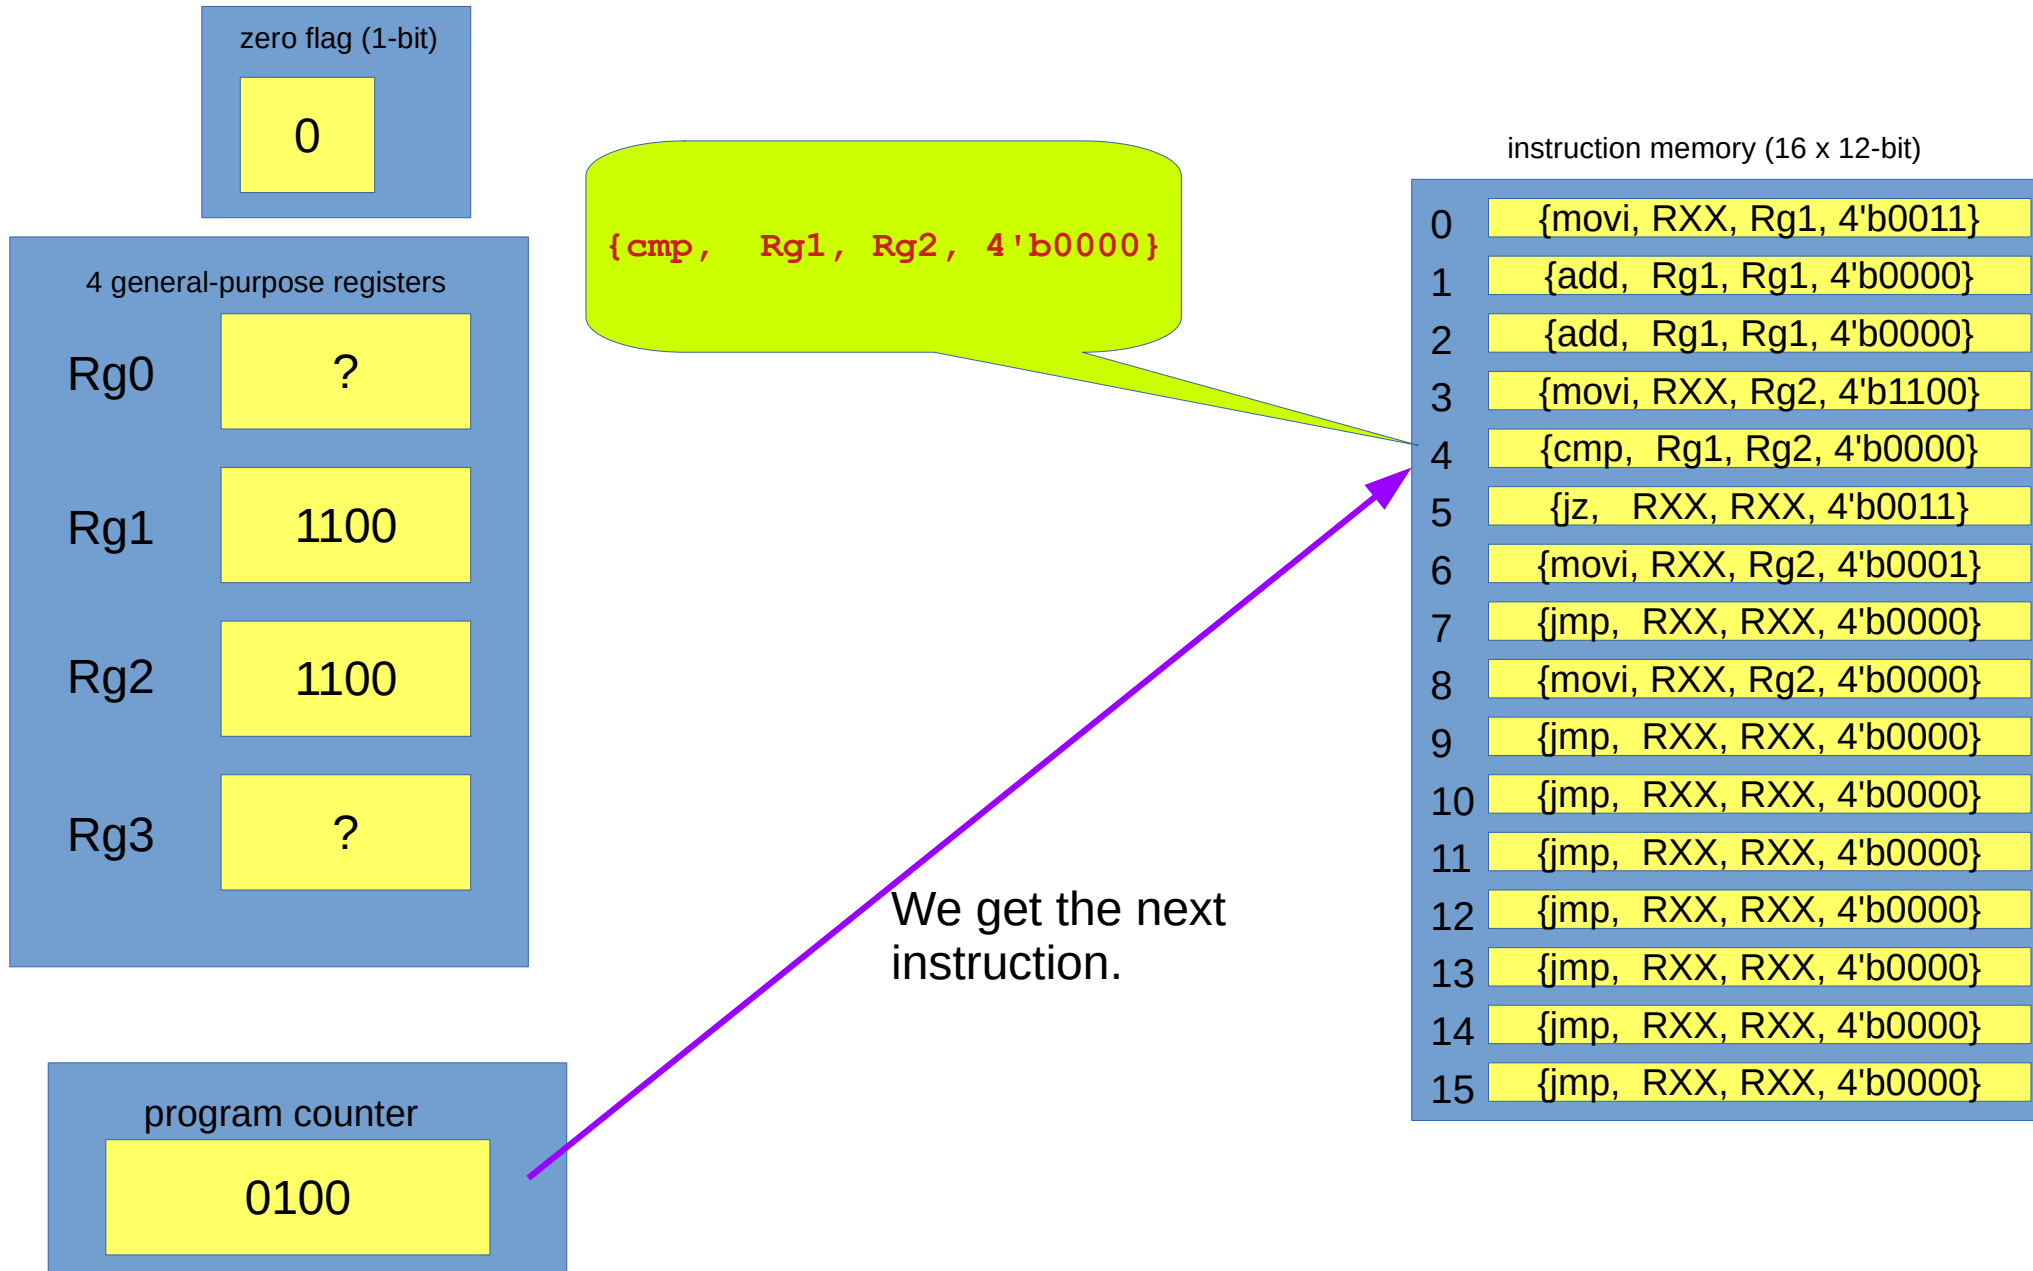 zero flag (1-bit)
0
4 general-purpose registers
Rg0 ?
Rg1 1100
Rg2 1100
Rg3 ?
program counter
0100
{cmp,  Rg1, Rg2, 4'b0000}
We get the next
instruction.
instruction memory (16 x 12-bit)
0 {movi, RXX, Rg1, 4'b0011}
1 {add,  Rg1, Rg1, 4'b0000}
2 {add,  Rg1, Rg1, 4'b0000}
3 {movi, RXX, Rg2, 4'b1100}
4 {cmp,  Rg1, Rg2, 4'b0000}
5 {jz,   RXX, RXX, 4'b0011}
6 {movi, RXX, Rg2, 4'b0001}
7 {jmp,  RXX, RXX, 4'b0000}
8 {movi, RXX, Rg2, 4'b0000}
9 {jmp,  RXX, RXX, 4'b0000}
10 {jmp,  RXX, RXX, 4'b0000}
11 {jmp,  RXX, RXX, 4'b0000}
12 {jmp,  RXX, RXX, 4'b0000}
13 {jmp,  RXX, RXX, 4'b0000}
14 {jmp,  RXX, RXX, 4'b0000}
15 {jmp,  RXX, RXX, 4'b0000}